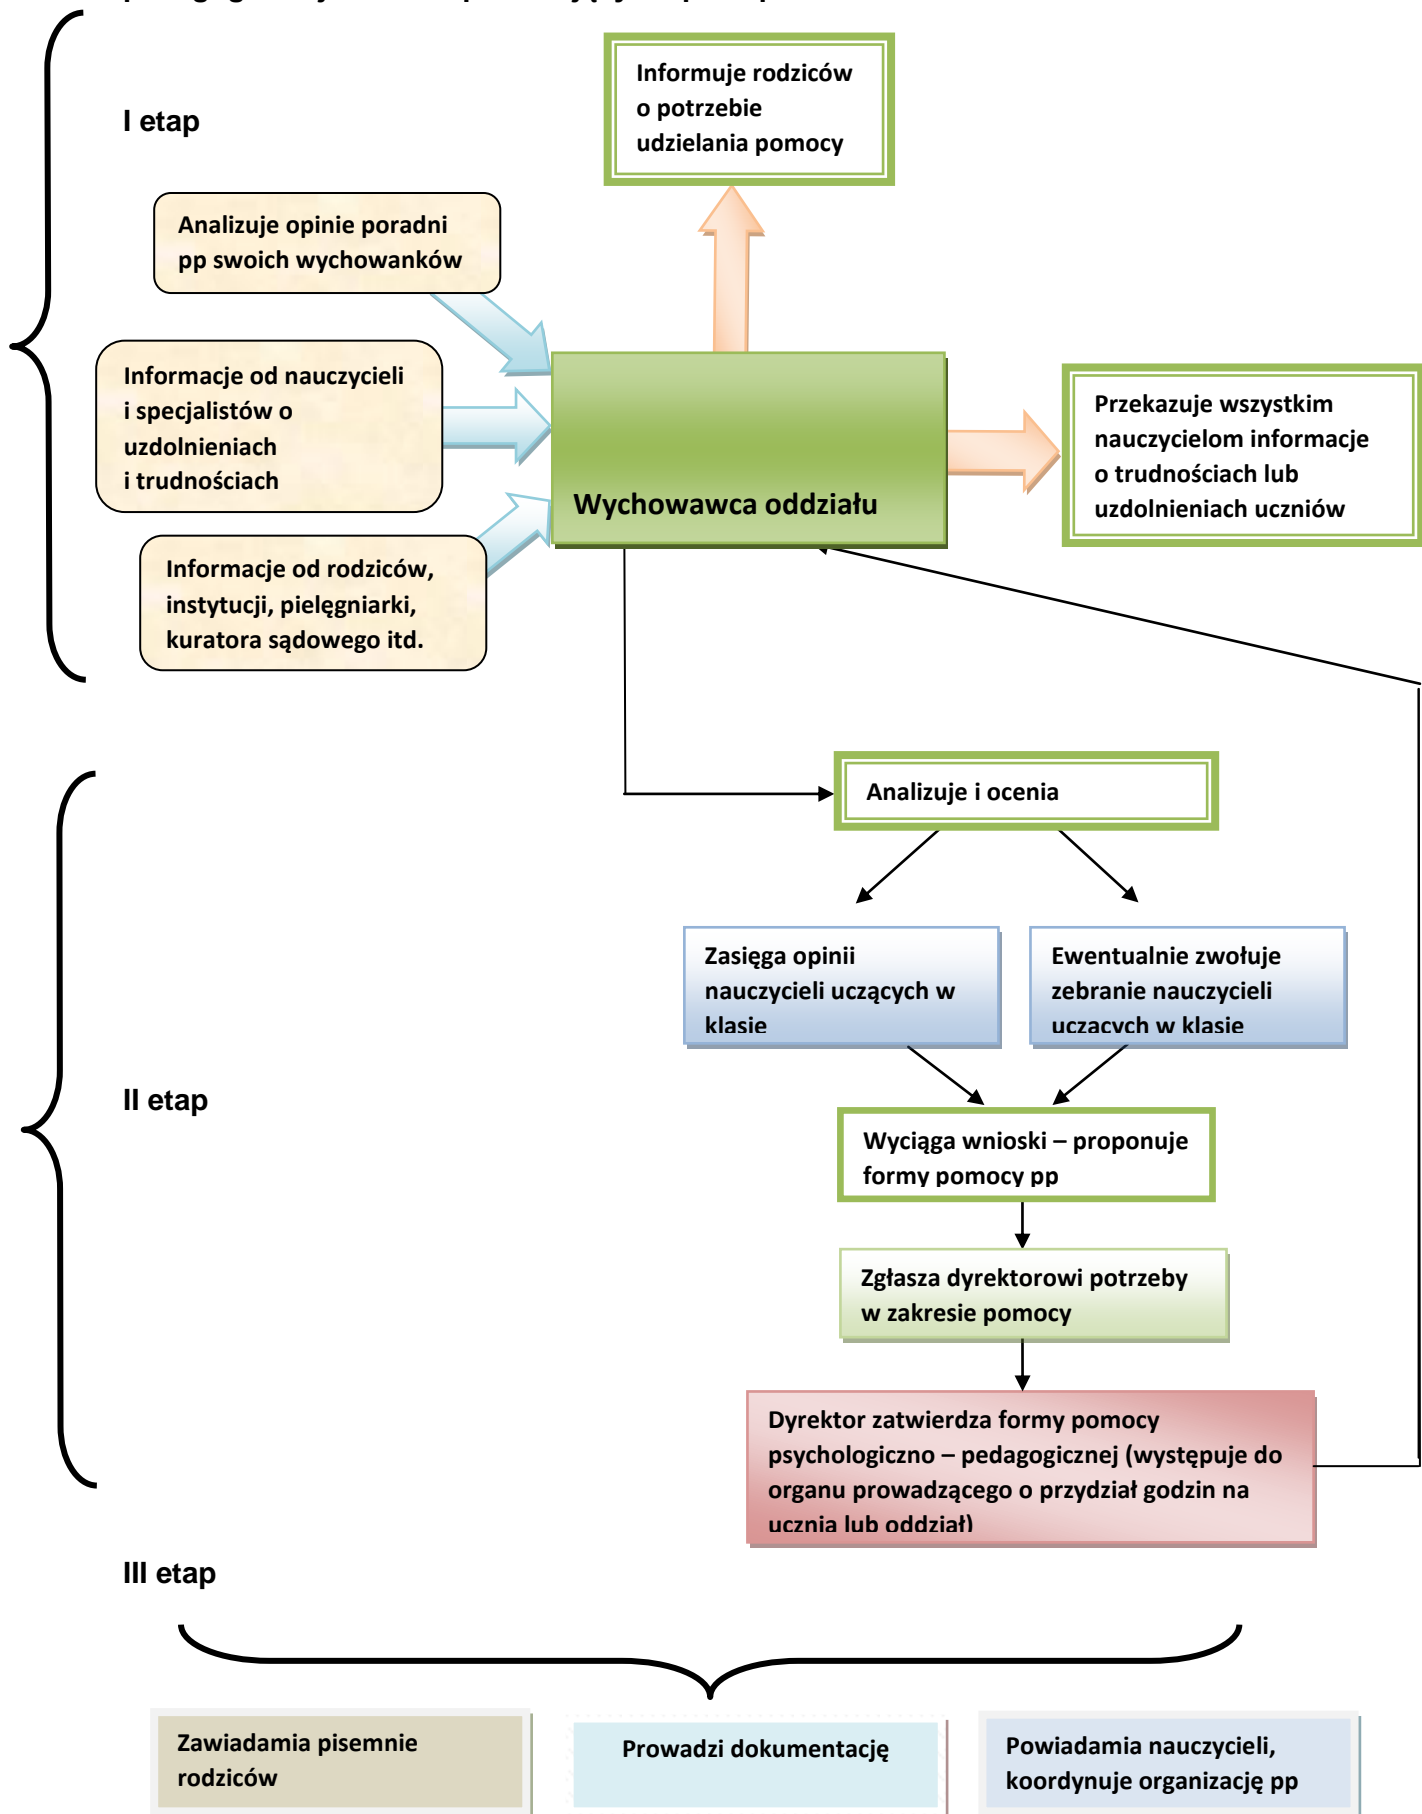 Informuje rodziców
o potrzebie
udzielania pomocy
I etap
Analizuje opinie poradni
pp swoich wychowanków
Informacje od nauczycieli
i specjalistów o
uzdolnieniach
i trudnościach
Przekazuje wszystkim
nauczycielom informacje
o trudnościach lub
uzdolnieniach uczniów
Wychowawca oddziału
Informacje od rodziców,
instytucji, pielęgniarki,
kuratora sądowego itd.
Analizuje i ocenia
Zasięga opinii
nauczycieli uczących w
klasie
Ewentualnie zwołuje
zebranie nauczycieli
uczących w klasie
II etap
Wyciąga wnioski – proponuje
formy pomocy pp
Zgłasza dyrektorowi potrzeby
w zakresie pomocy
Dyrektor zatwierdza formy pomocy
psychologiczno – pedagogicznej (występuje do
organu prowadzącego o przydział godzin na
ucznia lub oddział)
III etap
Zawiadamia pisemnie
rodziców
Prowadzi dokumentację
Powiadamia nauczycieli,
koordynuje organizację pp